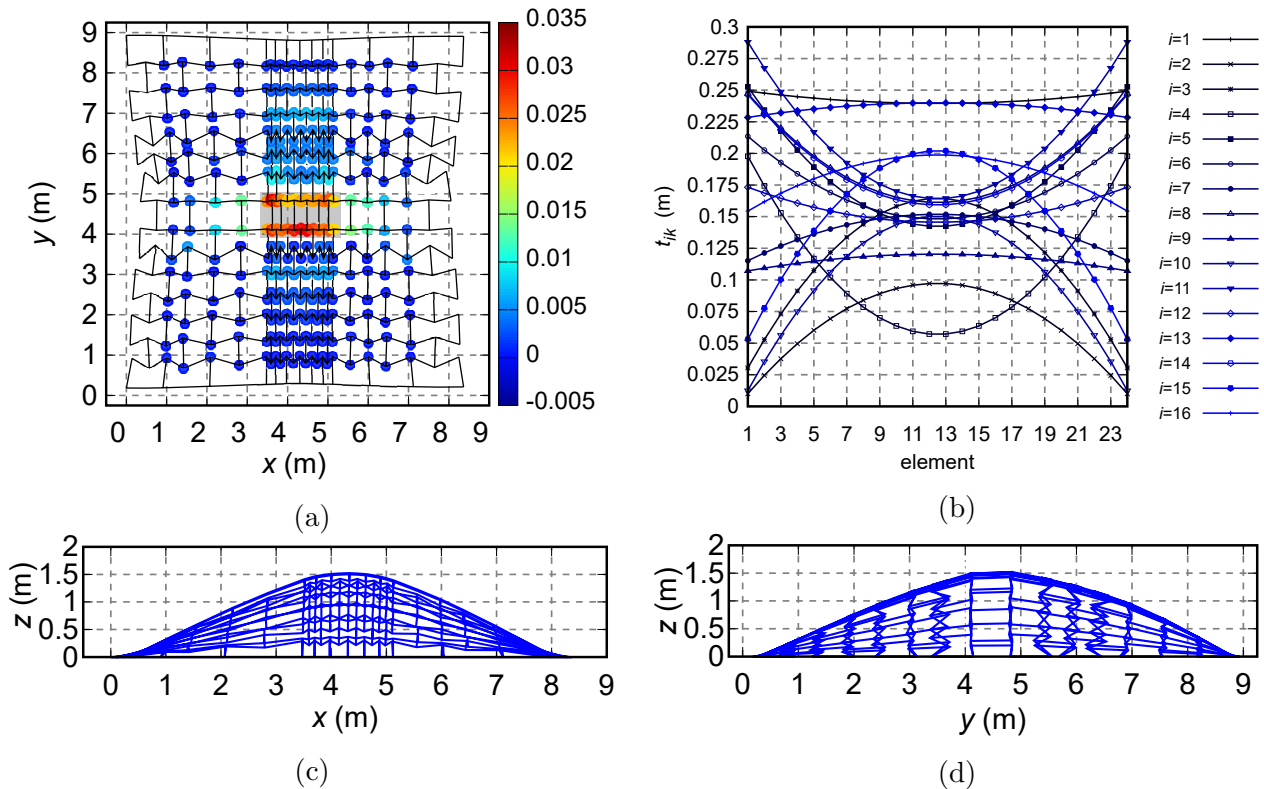 9
8
7
6
5
4
3
2
1
0
y (m)
0 1 2 3 4 5 6 7 8 9
x (m)
0.035
0.030
0.025
0.02
0.015
0.01
0.005
0
-0.005
(a)
0.3
0.275
0.25
0.225
0.2
0.175
0.15
0.125
0.1
0.075
0.05
0.025
0
t_ik (m)
1 3 5 7 9 11 13 15 17 19 21 23
element
i=1
i=2
i=3
i=4
i=5
i=6
i=7
i=8
i=9
i=10
i=11
i=12
i=13
i=14
i=15
i=16
(b)
2
1.5
1
0.5
0
z (m)
0 1 2 3 4 5 6 7 8 9
x (m)
(c)
2
1.5
1
0.5
0
z (m)
0 1 2 3 4 5 6 7 8 9
y (m)
(d)